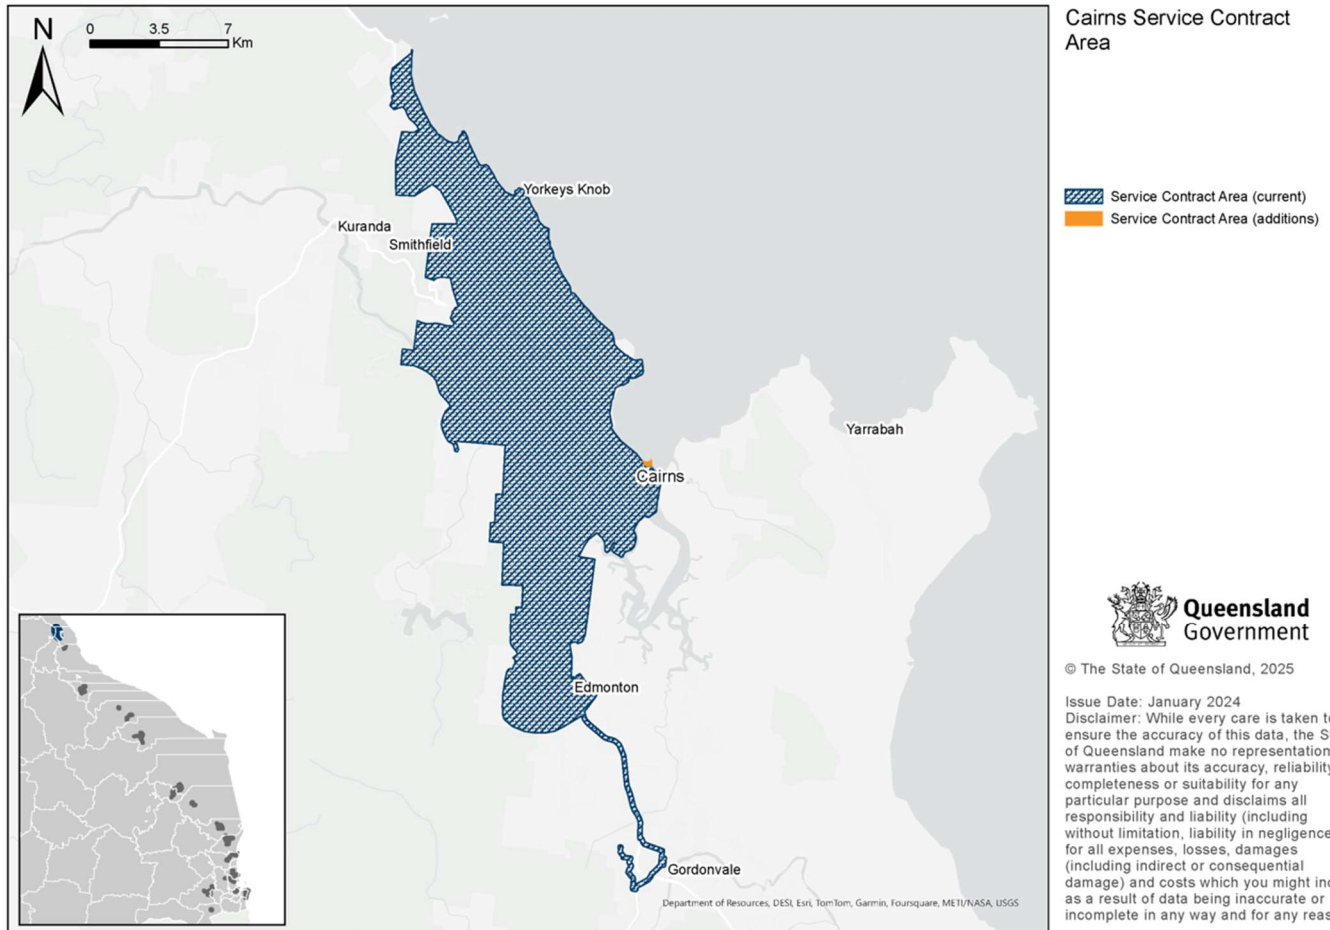 N
0 3.5 7
Km
Yorkeys Knob
Kuranda
Smithfield
Yarrabah
Cairns
Edmonton
Gordonvale
Department of Resources, DESI, Esri, TomTom, Garmin, Foursquare, METI/NASA, USGS
Cairns Service Contract
Area
Service Contract Area (current)
Service Contract Area (additions)
Queensland
Government
© The State of Queensland, 2025
Issue Date: January 2024
Disclaimer: While every care is taken to
ensure the accuracy of this data, the S
of Queensland make no representation
warranties about its accuracy, reliability
completeness or suitability for any
particular purpose and disclaims all
responsibility and liability (including
without limitation, liability in negligence
for all expenses, losses, damages
(including indirect or consequential
damage) and costs which you might in
as a result of data being inaccurate or
incomplete in any way and for any reas